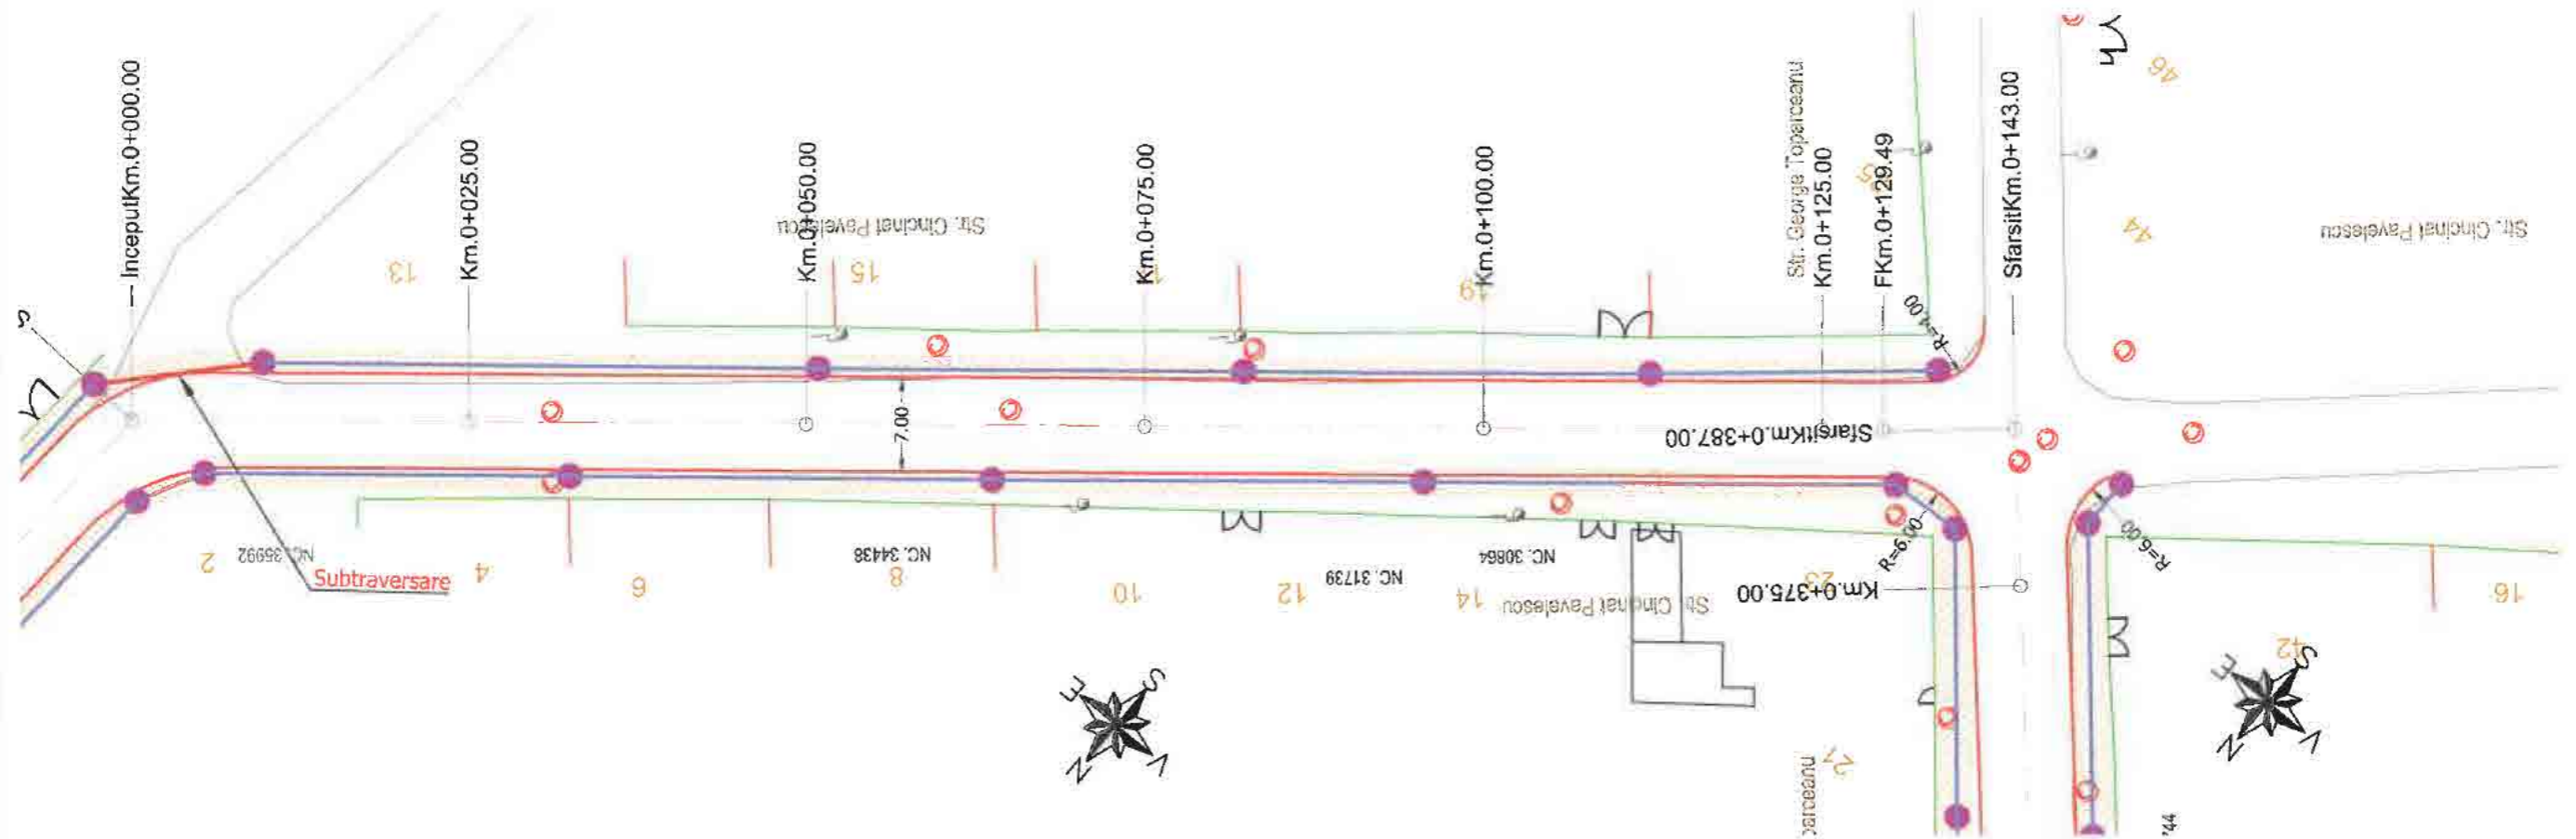 InceputKm.0+000.00
Km.0+025.00
Km.0+050.00
Km.0+075.00
Km.0+100.00
Str. George Toparceanu
Km.0+125.00
FKm.0+129.49
SfarsitKm.0+143.00
Str. Cincinat Pavelescu
Str. Cincinat Pavelescu
13
15
19
46
44
R=4.00
7.00
SfarsitKm.0+387.00
Km.0+375.00
R=6.00
R=6.00
2
NC. 35992
Subtraversare
4
6
NC. 34438
8
10
12
NC. 31739
14
NC. 30864
Str. Cincinat Pavelescu
23
27
16
42
E
S
N
V
E
S
N
V
parceanu
'44